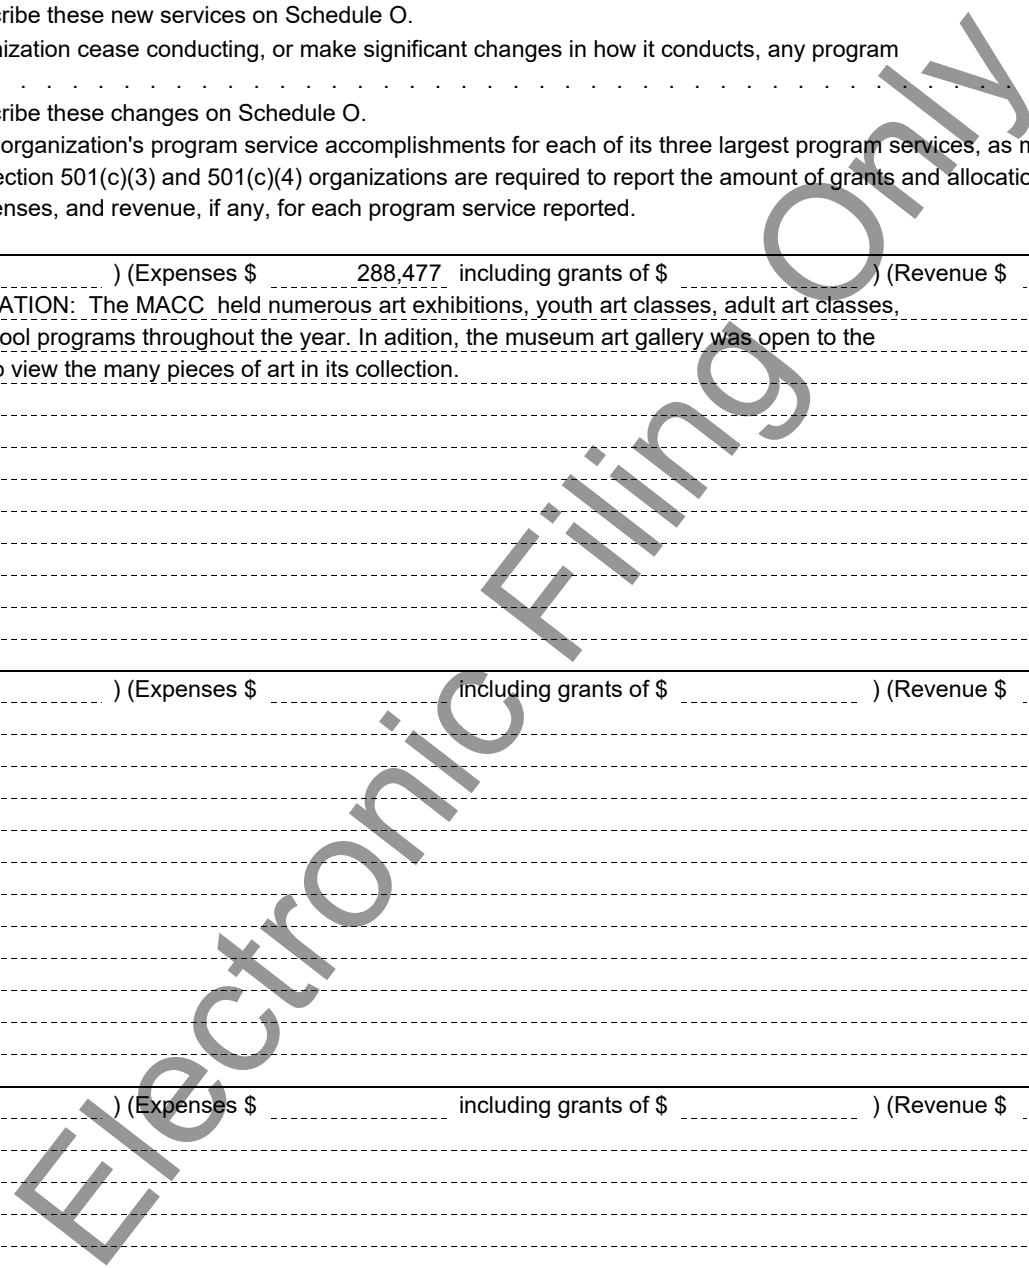 cribe these new services on Schedule O.
nization cease conducting, or make significant changes in how it conducts, any program
. . . . . . . . . . . . . . . . . . . . . . . . . . . . . . . . . . . . . . .
cribe these changes on Schedule O.
organization's program service accomplishments for each of its three largest program services, as m
ection 501(c)(3) and 501(c)(4) organizations are required to report the amount of grants and allocatio
enses, and revenue, if any, for each program service reported.
) (Expenses $ 288,477 including grants of $ ) (Revenue $
ATION: The MACC held numerous art exhibitions, youth art classes, adult art classes,
ool programs throughout the year. In adition, the museum art gallery was open to the
o view the many pieces of art in its collection.
) (Expenses $ including grants of $ ) (Revenue $
) (Expenses $ including grants of $ ) (Revenue $
Electronic Filing Only